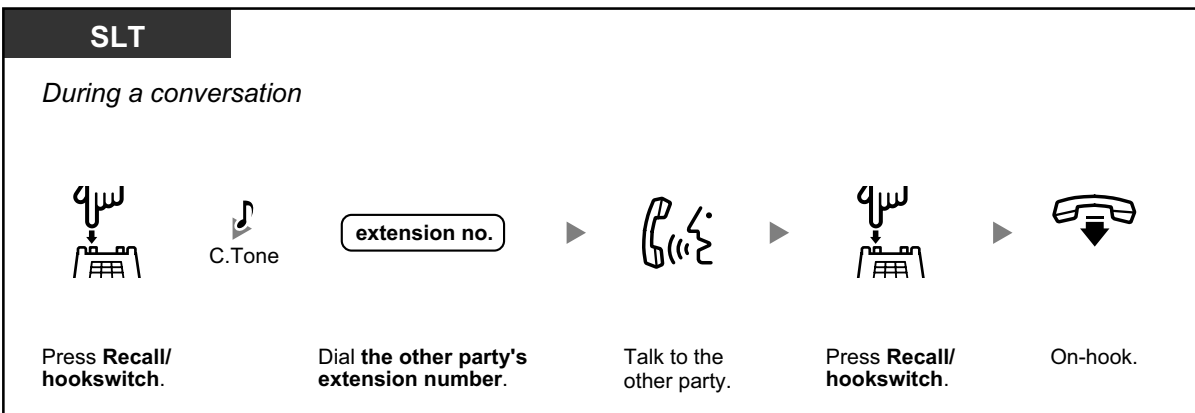 SLT
During a conversation
C.Tone
extension no.
Press Recall/
hookswitch.
Dial the other party's
extension number.
Talk to the
other party.
Press Recall/
hookswitch.
On-hook.